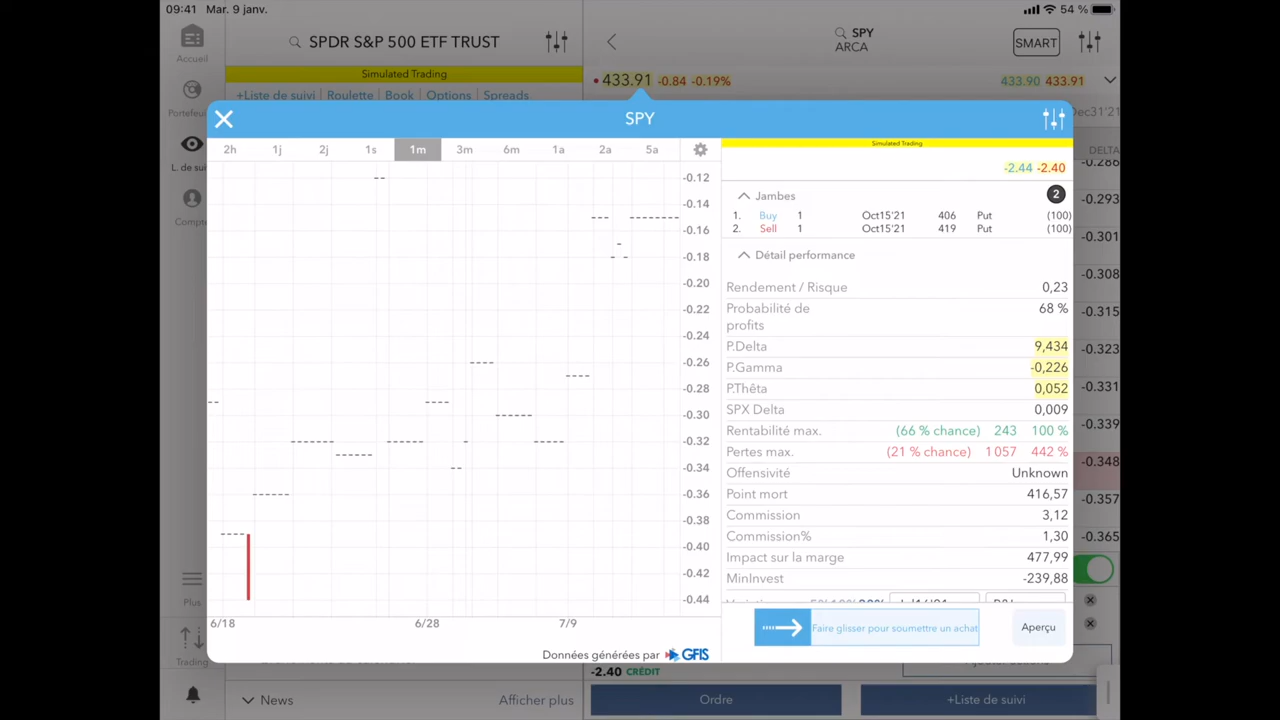 09:41 Mar. 9 janv.
54 %
Accueil
SPDR S&P 500 ETF TRUST
SPY
ARCA
SMART
Simulated Trading
433.91 -0.84 -0.19%
433.90 433.91
+Liste de suivi Roulette Book Options Spreads
Portefeui
Dec31'21
SPY
DELTA
2h 1j 2j 1s 1m 3m 6m 1a 2a 5a
Simulated Trading
L. de sui
-2.44 -2.40
-0.286
-0.12
Jambes 2
-0.293
-0.14
1. Buy 1 Oct15'21 406 Put (100)
2. Sell 1 Oct15'21 419 Put (100)
Compte
-0.16
-0.301
-0.18
Détail performance
-0.308
-0.20
Rendement / Risque 0,23
-0.22
Probabilité de
profits
68 %
-0.315
-0.24
P.Delta 9,434
-0.323
-0.26
P.Gamma -0,226
-0.331
-0.28
P.Thêta 0,052
-0.30
SPX Delta 0,009
-0.339
-0.32
Rentabilité max. (66 % chance) 243 100 %
-0.34
Pertes max. (21 % chance) 1 057 442 %
-0.348
-0.36
Offensivité Unknown
Point mort 416,57
-0.357
-0.38
Commission 3,12
-0.40
Commission% 1,30
-0.365
-0.42
Impact sur la marge 477,99
-0.44
MinInvest -239,88
Plus
6/18 6/28 7/9
Faire glisser pour soumettre un achat
Aperçu
Données générées par GFIS
Trading
-2.40 CRÉDIT
News Afficher plus
Ordre
+Liste de suivi